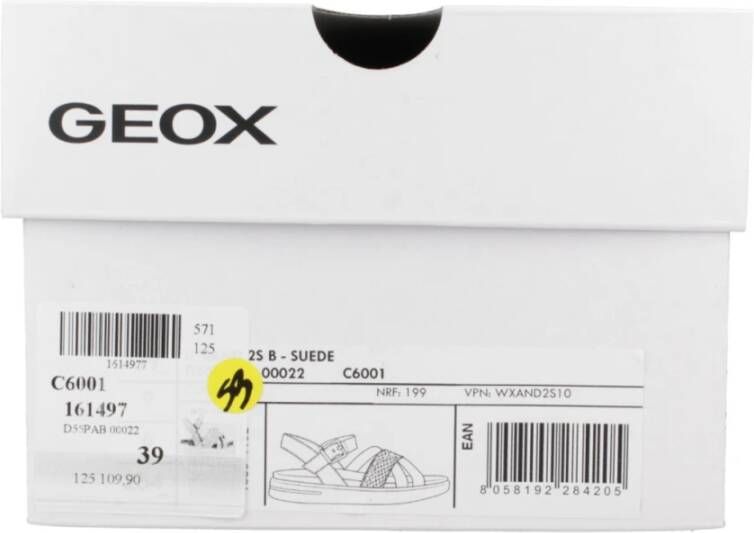 GEOX
1614977
571
125
C6001
161497
D55PAB 00022
39
125 109,90
2S B - SUEDE
00022 C6001
NRF: 199 VPN: WXAND2S10
EAN
8 058192 284205